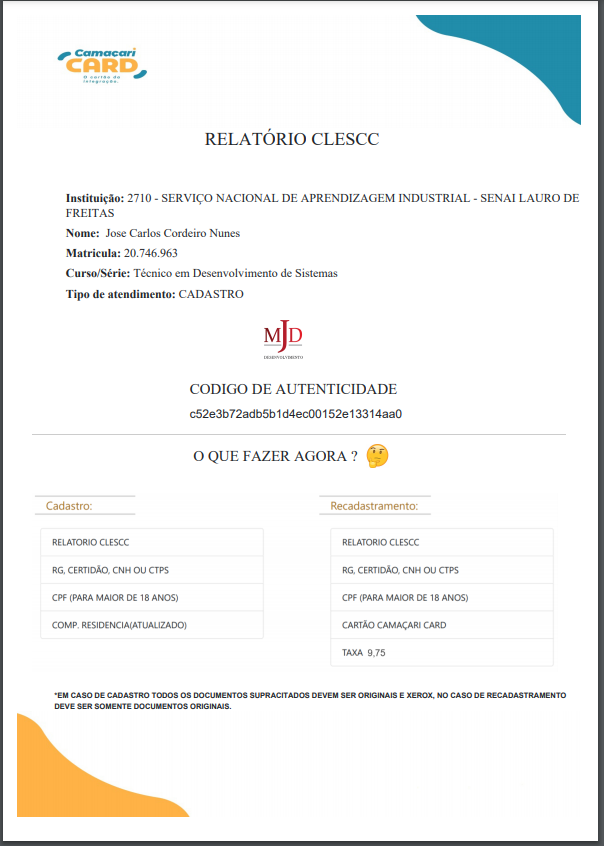 Camaçari
CARD
O cartão da
integração.
RELATÓRIO CLESCC
Instituição: 2710 - SERVIÇO NACIONAL DE APRENDIZAGEM INDUSTRIAL - SENAI LAURO DE
FREITAS
Nome: Jose Carlos Cordeiro Nunes
Matricula: 20.746.963
Curso/Série: Técnico em Desenvolvimento de Sistemas
Tipo de atendimento: CADASTRO
MJD
DESENVOLVIMENTO
CODIGO DE AUTENTICIDADE
c52e3b72adb5b1d4ec00152e13314aa0
O QUE FAZER AGORA ? 🤔
Cadastro:
RELATORIO CLESCC
RG, CERTIDÃO, CNH OU CTPS
CPF (PARA MAIOR DE 18 ANOS)
COMP. RESIDENCIA(ATUALIZADO)
Recadastramento:
RELATORIO CLESCC
RG, CERTIDÃO, CNH OU CTPS
CPF (PARA MAIOR DE 18 ANOS)
CARTÃO CAMAÇARI CARD
TAXA 9,75
*EM CASO DE CADASTRO TODOS OS DOCUMENTOS SUPRACITADOS DEVEM SER ORIGINAIS E XEROX, NO CASO DE RECADASTRAMENTO
DEVE SER SOMENTE DOCUMENTOS ORIGINAIS.